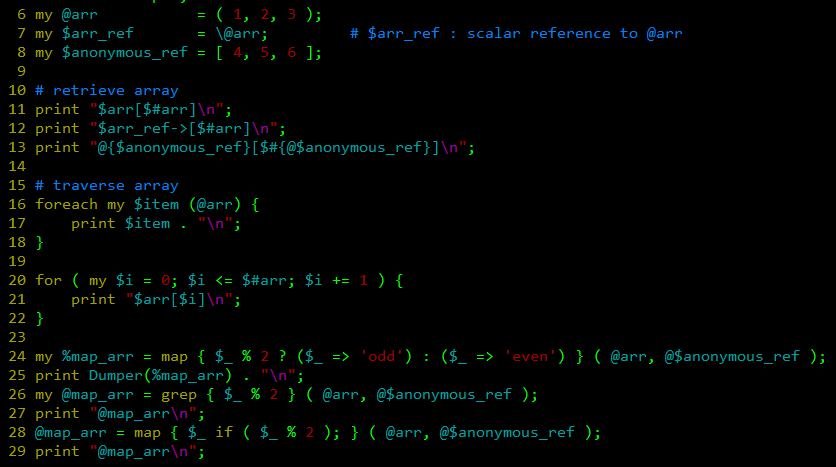 6 my @arr           = ( 1, 2, 3 );
7 my $arr_ref       = \@arr;         # $arr_ref : scalar reference to @arr
8 my $anonymous_ref = [ 4, 5, 6 ];
9
10 # retrieve array
11 print "$arr[$#arr]\n";
12 print "$arr_ref->[$#arr]\n";
13 print "@{$anonymous_ref}[$#{@$anonymous_ref}]\n";
14
15 # traverse array
16 foreach my $item (@arr) {
17     print $item . "\n";
18 }
19
20 for ( my $i = 0; $i <= $#arr; $i += 1 ) {
21     print "$arr[$i]\n";
22 }
23
24 my %map_arr = map { $_ % 2 ? ($_ => 'odd') : ($_ => 'even') } ( @arr, @$anonymous_ref );
25 print Dumper(%map_arr) . "\n";
26 my @map_arr = grep { $_ % 2 } ( @arr, @$anonymous_ref );
27 print "@map_arr\n";
28 @map_arr = map { $_ if ( $_ % 2 ); } ( @arr, @$anonymous_ref );
29 print "@map_arr\n";